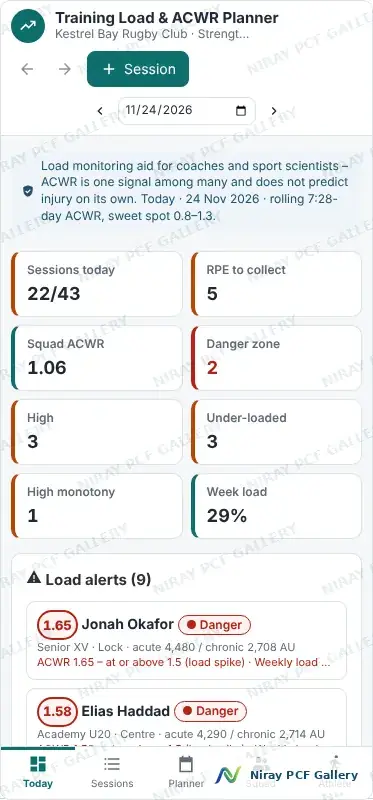 Training Load & ACWR Planner
Kestrel Bay Rugby Club · Strengt...
+ Session
11/24/2026
Load monitoring aid for coaches and sport scientists –
ACWR is one signal among many and does not predict
injury on its own. Today · 24 Nov 2026 · rolling 7:28-
day ACWR, sweet spot 0.8–1.3.
Sessions today
22/43
RPE to collect
5
Squad ACWR
1.06
Danger zone
2
High
3
Under-loaded
3
High monotony
1
Week load
29%
Load alerts (9)
1.65 Jonah Okafor Danger
Senior XV · Lock · acute 4,480 / chronic 2,708 AU
ACWR 1.65 – at or above 1.5 (load spike) · Weekly load ...
1.58 Elias Haddad Danger
Academy U20 · Centre · acute 4,290 / chronic 2,714 AU
Today
Sessions
Planner
Squad
Athlete
Niray PCF Gallery
NIRAY PCF GALLERY